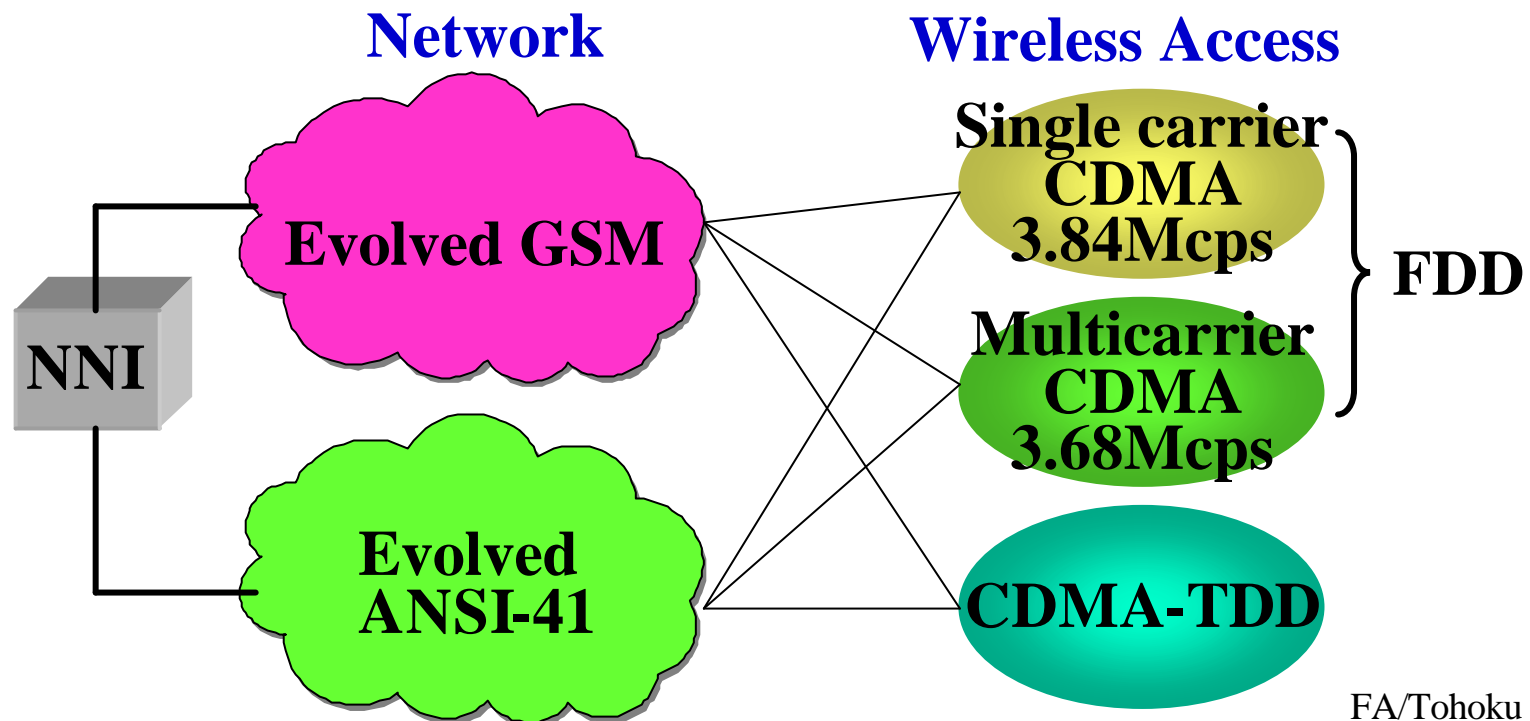 Network
Wireless Access
Evolved GSM
NNI
Evolved
ANSI-41
Single carrier
CDMA
3.84Mcps
Multicarrier
CDMA
3.68Mcps
FDD
CDMA-TDD
FA/Tohoku